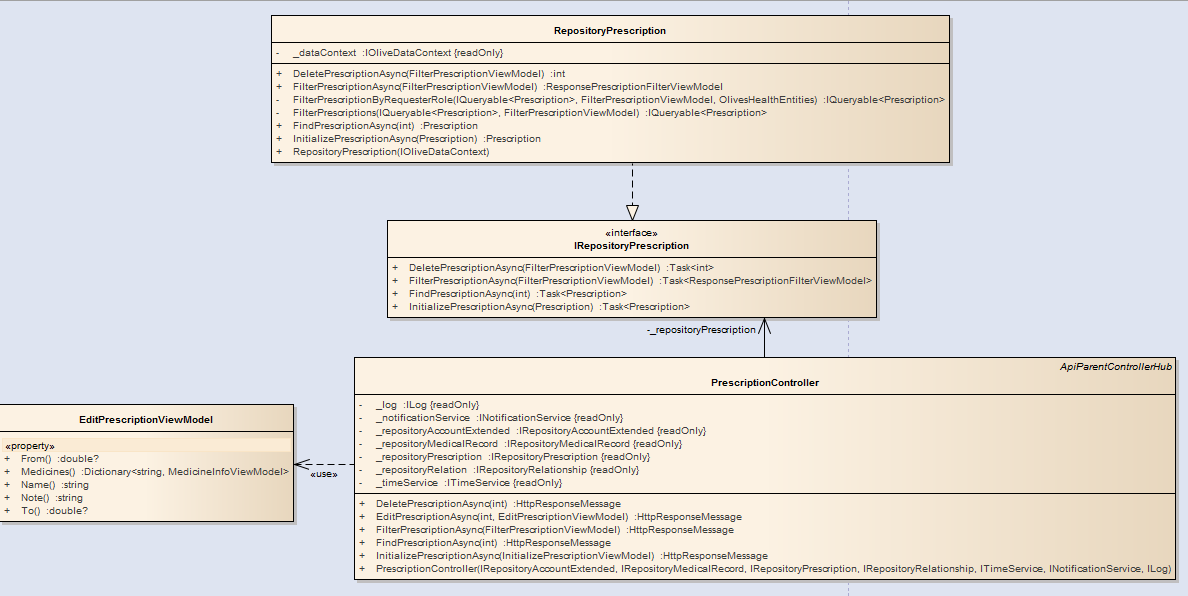 RepositoryPrescription
- _dataContext :IOliveDataContext {readOnly}
+ DeletePrescriptionAsync(FilterPrescriptionViewModel) :int
+ FilterPrescriptionAsync(FilterPrescriptionViewModel) :ResponsePrescriptionFilterViewModel
- FilterPrescriptionByRequesterRole(IQueryable<Prescription>, FilterPrescriptionViewModel, OlivesHealthEntities) :IQueryable<Prescription>
- FilterPrescriptions(IQueryable<Prescription>, FilterPrescriptionViewModel) :IQueryable<Prescription>
+ FindPrescriptionAsync(int) :Prescription
+ InitializePrescriptionAsync(Prescription) :Prescription
+ RepositoryPrescription(IOliveDataContext)
«interface»
IRepositoryPrescription
+ DeletePrescriptionAsync(FilterPrescriptionViewModel) :Task<int>
+ FilterPrescriptionAsync(FilterPrescriptionViewModel) :Task<ResponsePrescriptionFilterViewModel>
+ FindPrescriptionAsync(int) :Task<Prescription>
+ InitializePrescriptionAsync(Prescription) :Task<Prescription>
-_repositoryPrescription
ApiParentControllerHub
PrescriptionController
- _log :ILog {readOnly}
- _notificationService :INotificationService {readOnly}
- _repositoryAccountExtended :IRepositoryAccountExtended {readOnly}
- _repositoryMedicalRecord :IRepositoryMedicalRecord {readOnly}
- _repositoryPrescription :IRepositoryPrescription {readOnly}
- _repositoryRelation :IRepositoryRelationship {readOnly}
- _timeService :ITimeService {readOnly}
+ DeletePrescriptionAsync(int) :HttpResponseMessage
+ EditPrescriptionAsync(int, EditPrescriptionViewModel) :HttpResponseMessage
+ FilterPrescriptionAsync(FilterPrescriptionViewModel) :HttpResponseMessage
+ FindPrescriptionAsync(int) :HttpResponseMessage
+ InitializePrescriptionAsync(InitializePrescriptionViewModel) :HttpResponseMessage
+ PrescriptionController(IRepositoryAccountExtended, IRepositoryMedicalRecord, IRepositoryPrescription, IRepositoryRelationship, ITimeService, INotificationService, ILog)
«use»
EditPrescriptionViewModel
«property»
+ From() :double?
+ Medicines() :Dictionary<string, MedicineInfoViewModel>
+ Name() :string
+ Note() :string
+ To() :double?